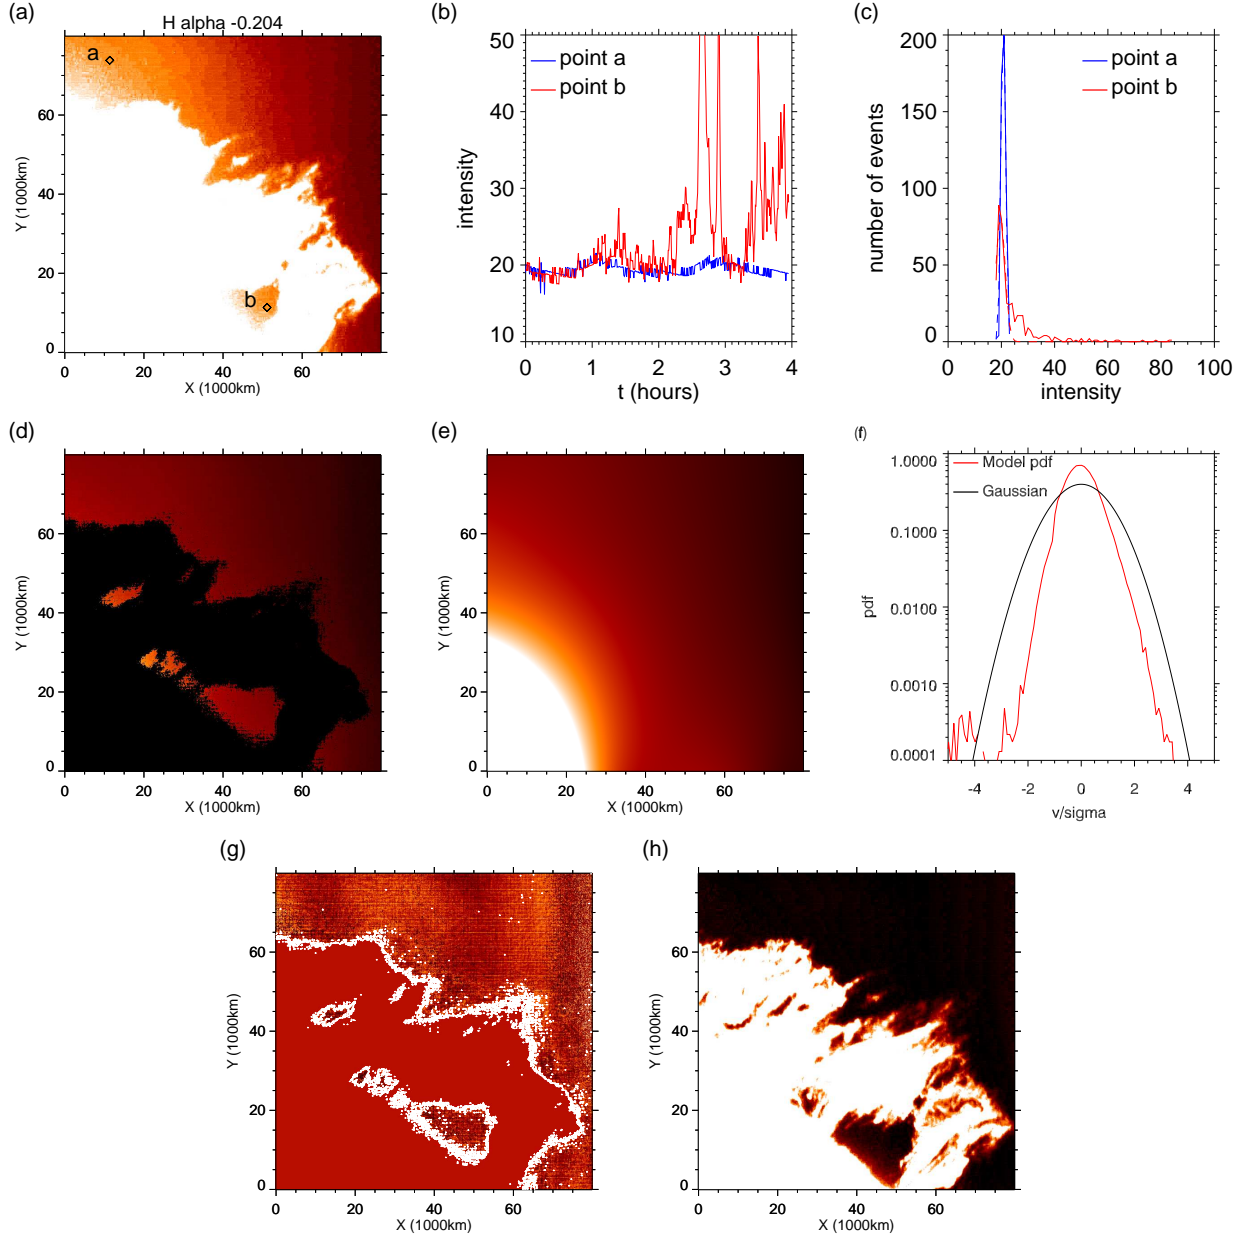 (a)
H alpha -0.204
a
b
60
40
20
0
Y (1000km)
0 20 40 60
X (1000km)
(b)
50
40
30
20
10
intensity
point a
point b
0 1 2 3 4
t (hours)
(c)
200
150
100
50
0
number of events
point a
point b
0 20 40 60 80 100
intensity
(d)
60
40
20
0
Y (1000km)
0 20 40 60
X (1000km)
(e)
60
40
20
0
Y (1000km)
0 20 40 60
X (1000km)
(f)
1.0000
0.1000
0.0100
0.0010
0.0001
pdf
Model pdf
Gaussian
-4 -2 0 2 4
v/sigma
(g)
60
40
20
0
Y (1000km)
0 20 40 60
X (1000km)
(h)
60
40
20
0
Y (1000km)
0 20 40 60
X (1000km)